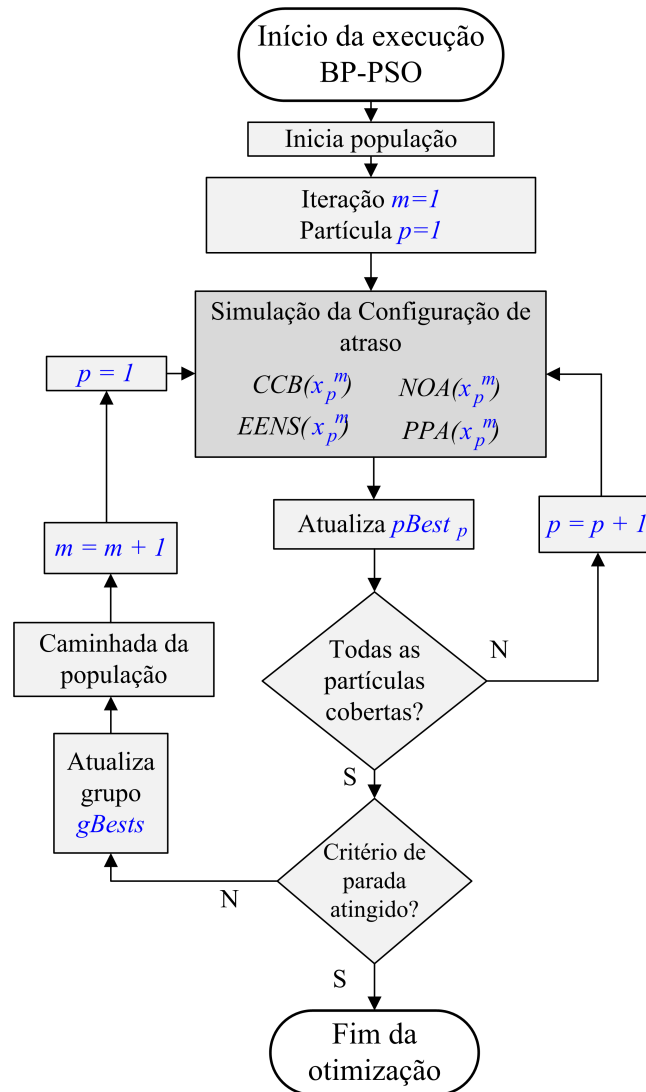 Início da execução
BP-PSO
Inicia população
Iteração m=1
Partícula p=1
Simulação da Configuração de
atraso
CCB(x_p^m) NOA(x_p^m)
EENS(x_p^m) PPA(x_p^m)
p = 1
Atualiza pBest_p
p = p + 1
m = m + 1
Todas as
partículas
cobertas?
N
Caminhada da
população
S
Atualiza
grupo
gBests
Critério de
parada
atingido?
N
S
Fim da
otimização